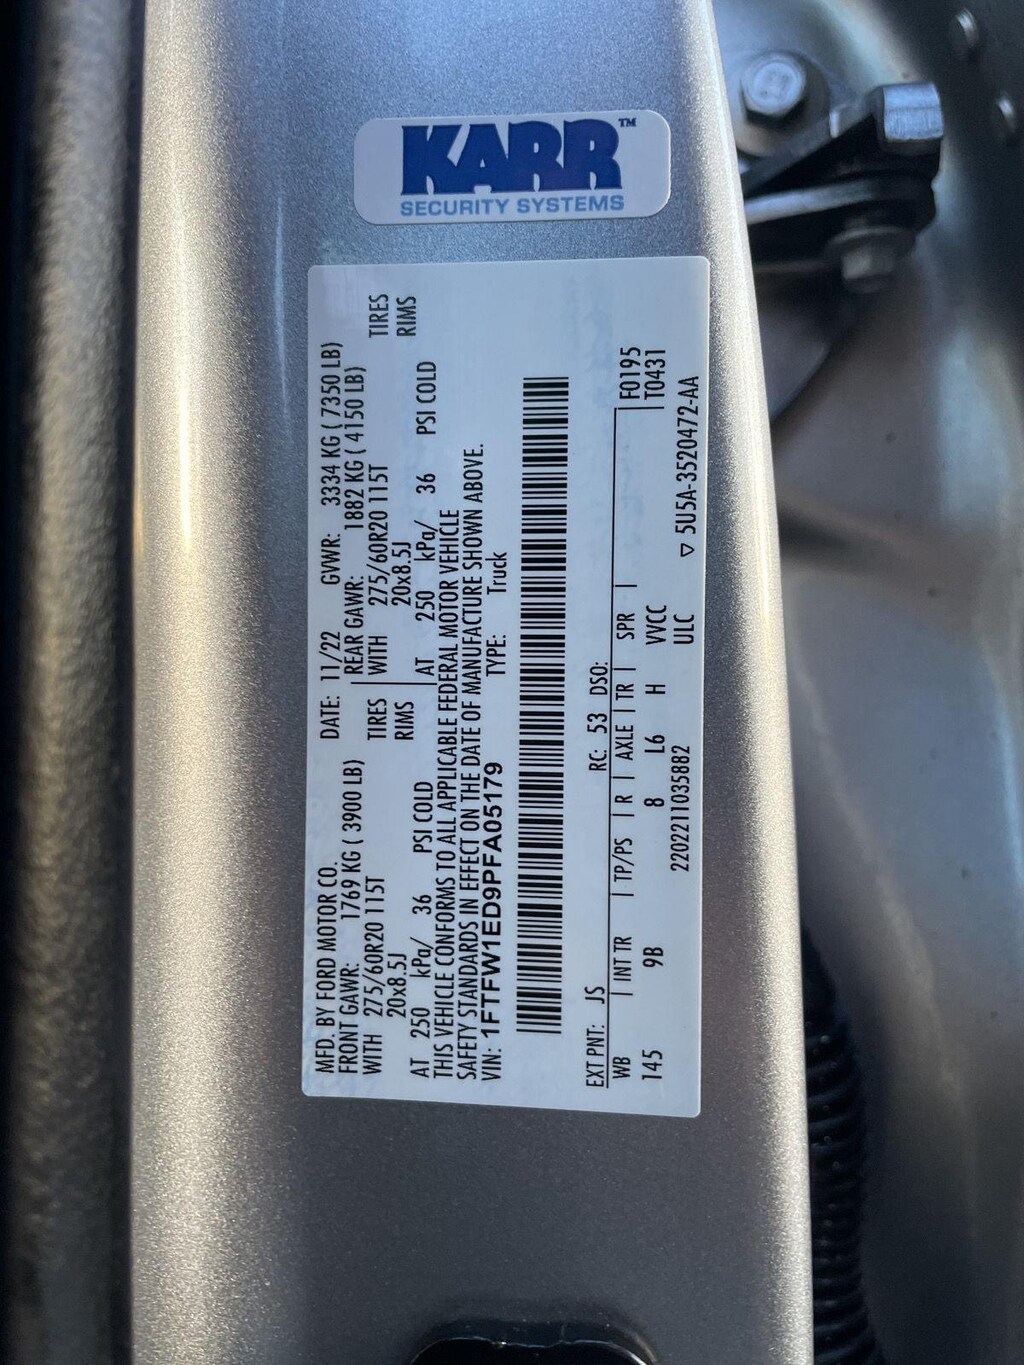 KARR™
SECURITY SYSTEMS
MFD. BY FORD MOTOR CO. DATE: 11/22 GVWR: 3334 KG ( 7350 LB)
FRONT GAWR: 1769 KG ( 3900 LB) REAR GAWR: 1882 KG ( 4150 LB)
WITH 275/60R20 115T TIRES WITH 275/60R20 115T TIRES
20x8.5J RIMS 20x8.5J RIMS
AT 250 kPa/ 36 PSI COLD AT 250 kPa/ 36 PSI COLD
THIS VEHICLE CONFORMS TO ALL APPLICABLE FEDERAL MOTOR VEHICLE
SAFETY STANDARDS IN EFFECT ON THE DATE OF MANUFACTURE SHOWN ABOVE.
VIN: 1FTFW1ED9PFA05179 TYPE: Truck
EXT PNT: JS RC: 53 DSO: F0195
WB | INT TR | TP/PS | R | AXLE | TR | SPR | T0431
145 9B 8 L6 H VVCC
2202211035882 ULC ▽ 5U5A-3520472-AA